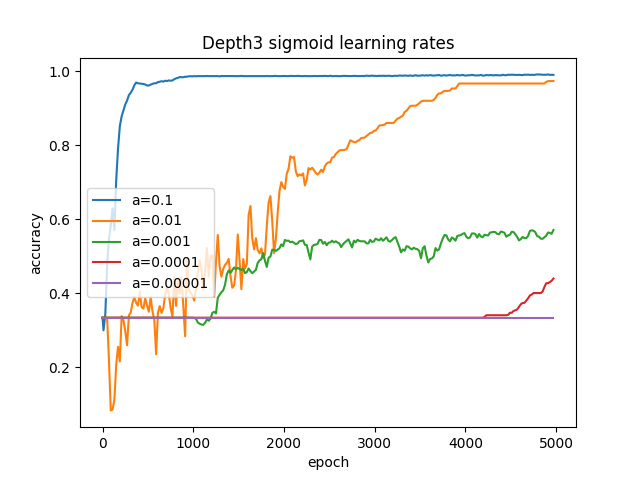 Depth3 sigmoid learning rates
1.0
0.8
0.6
0.4
0.2
accuracy
a=0.1
a=0.01
a=0.001
a=0.0001
a=0.00001
0 1000 2000 3000 4000 5000
epoch